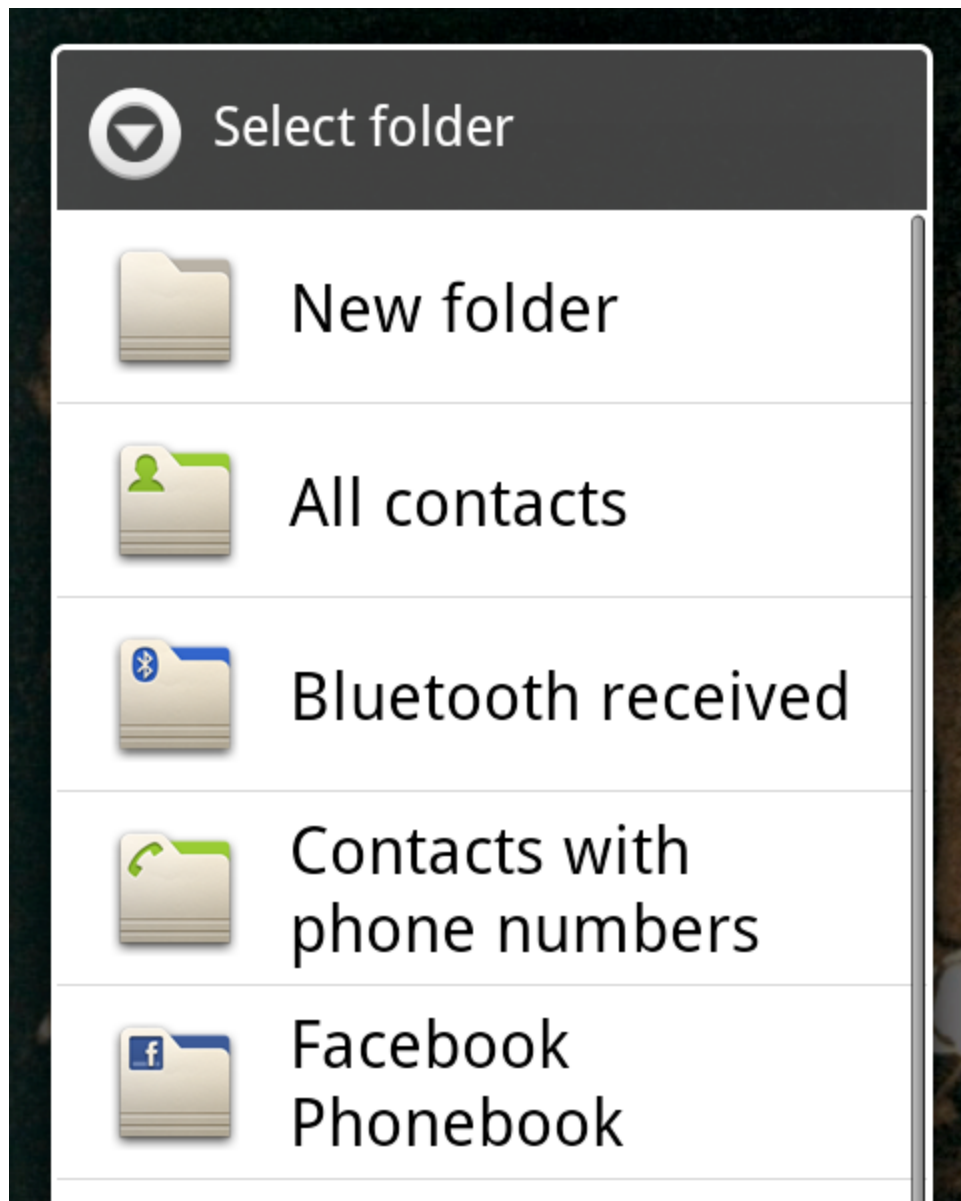 Select folder
New folder
All contacts
Bluetooth received
Contacts with
phone numbers
Facebook
Phonebook